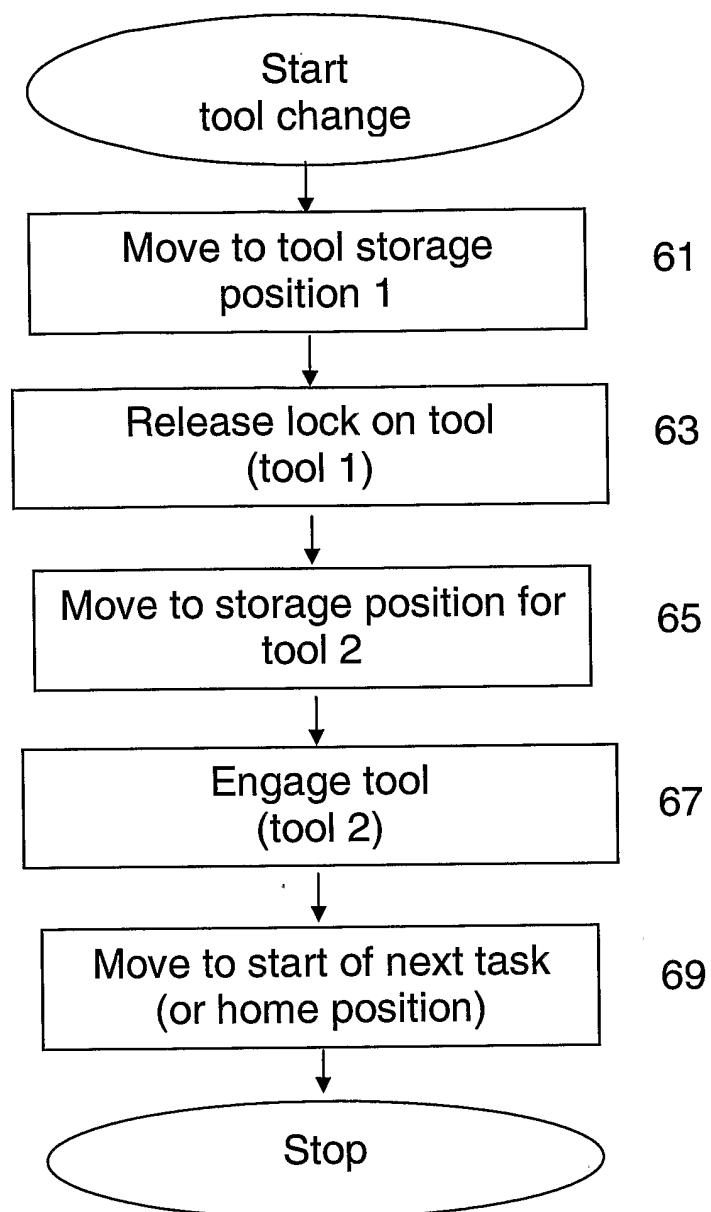 Start
tool change
Move to tool storage
position 1
61
Release lock on tool
(tool 1)
63
Move to storage position for
tool 2
65
Engage tool
(tool 2)
67
Move to start of next task
(or home position)
69
Stop